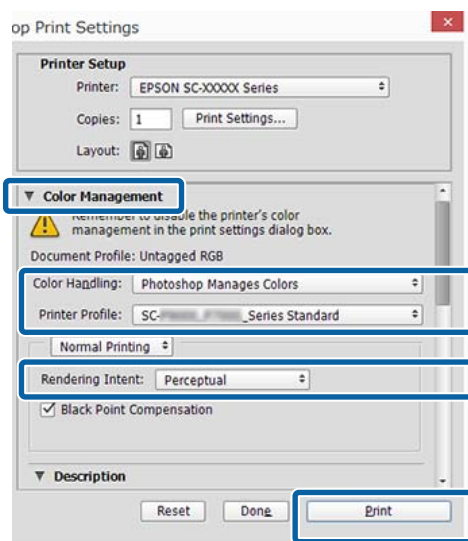 op Print Settings
Printer Setup
Printer: EPSON SC-XXXXX Series
Copies: 1 Print Settings...
Layout:
Color Management
Remember to disable the printer's color
management in the print settings dialog box.
Document Profile: Untagged RGB
Color Handling: Photoshop Manages Colors
Printer Profile: SC- _Series Standard
Normal Printing
Rendering Intent: Perceptual
Black Point Compensation
Description
Reset Done Print